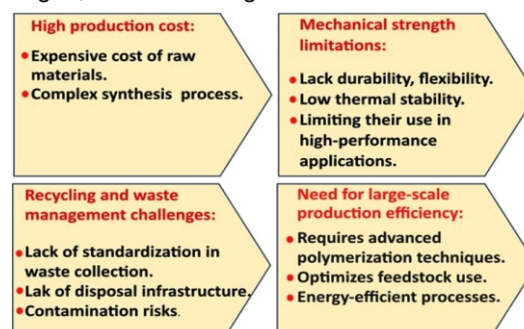 High production cost:
•Expensive cost of raw
materials.
•Complex synthesis process.
Mechanical strength
limitations:
•Lack durability, flexibility.
•Low thermal stability.
•Limiting their use in
high-performance
applications.
Recycling and waste
management challenges:
•Lack of standardization in
waste collection.
•Lak of disposal infrastructure.
•Contamination risks.
Need for large-scale
production efficiency:
•Requires advanced
polymerization techniques.
•Optimizes feedstock use.
•Energy-efficient processes.